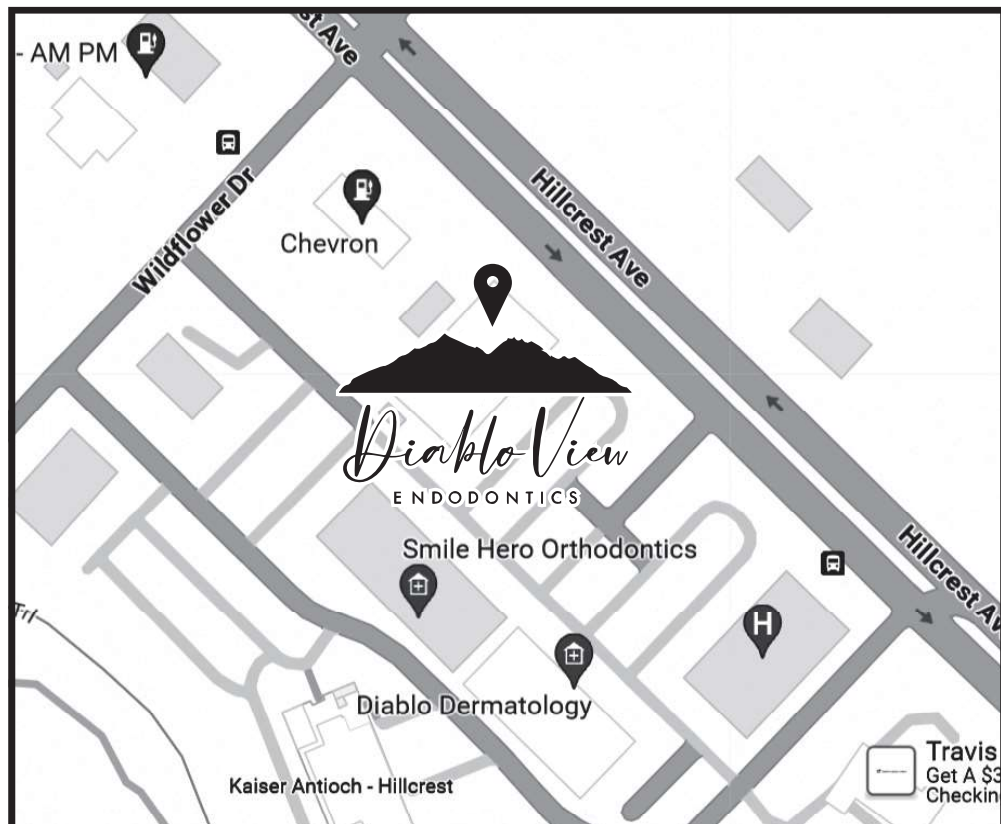 st Ave
- AM PM
Wildflower Dr
Hillcrest Ave
Chevron
Diablo View
ENDODONTICS
Smile Hero Orthodontics
Hillcrest Av
H
Trl
Diablo Dermatology
Kaiser Antioch - Hillcrest
Travis
Get A $3
Checkin